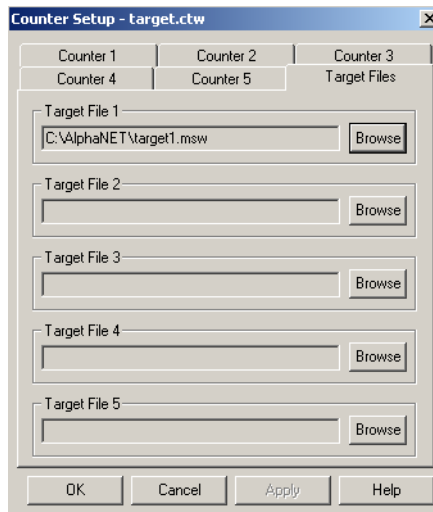 Counter Setup - target.ctw
Counter 1 Counter 2 Counter 3
Counter 4 Counter 5 Target Files
Target File 1
C:\AlphaNET\target1.msw Browse
Target File 2
Browse
Target File 3
Browse
Target File 4
Browse
Target File 5
Browse
OK Cancel Apply Help